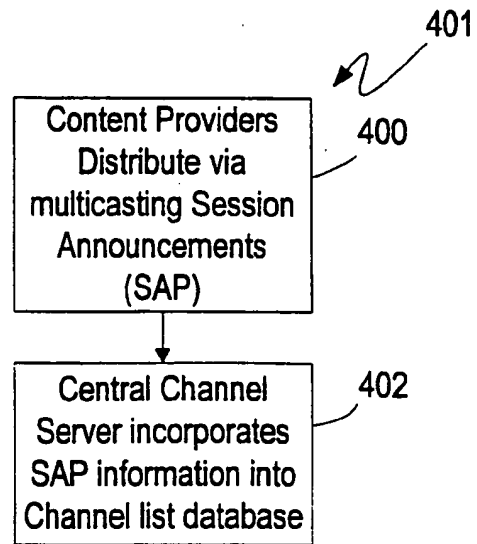 401
Content Providers
Distribute via
multicasting Session
Announcements
(SAP)
400
Central Channel
Server incorporates
SAP information into
Channel list database
402